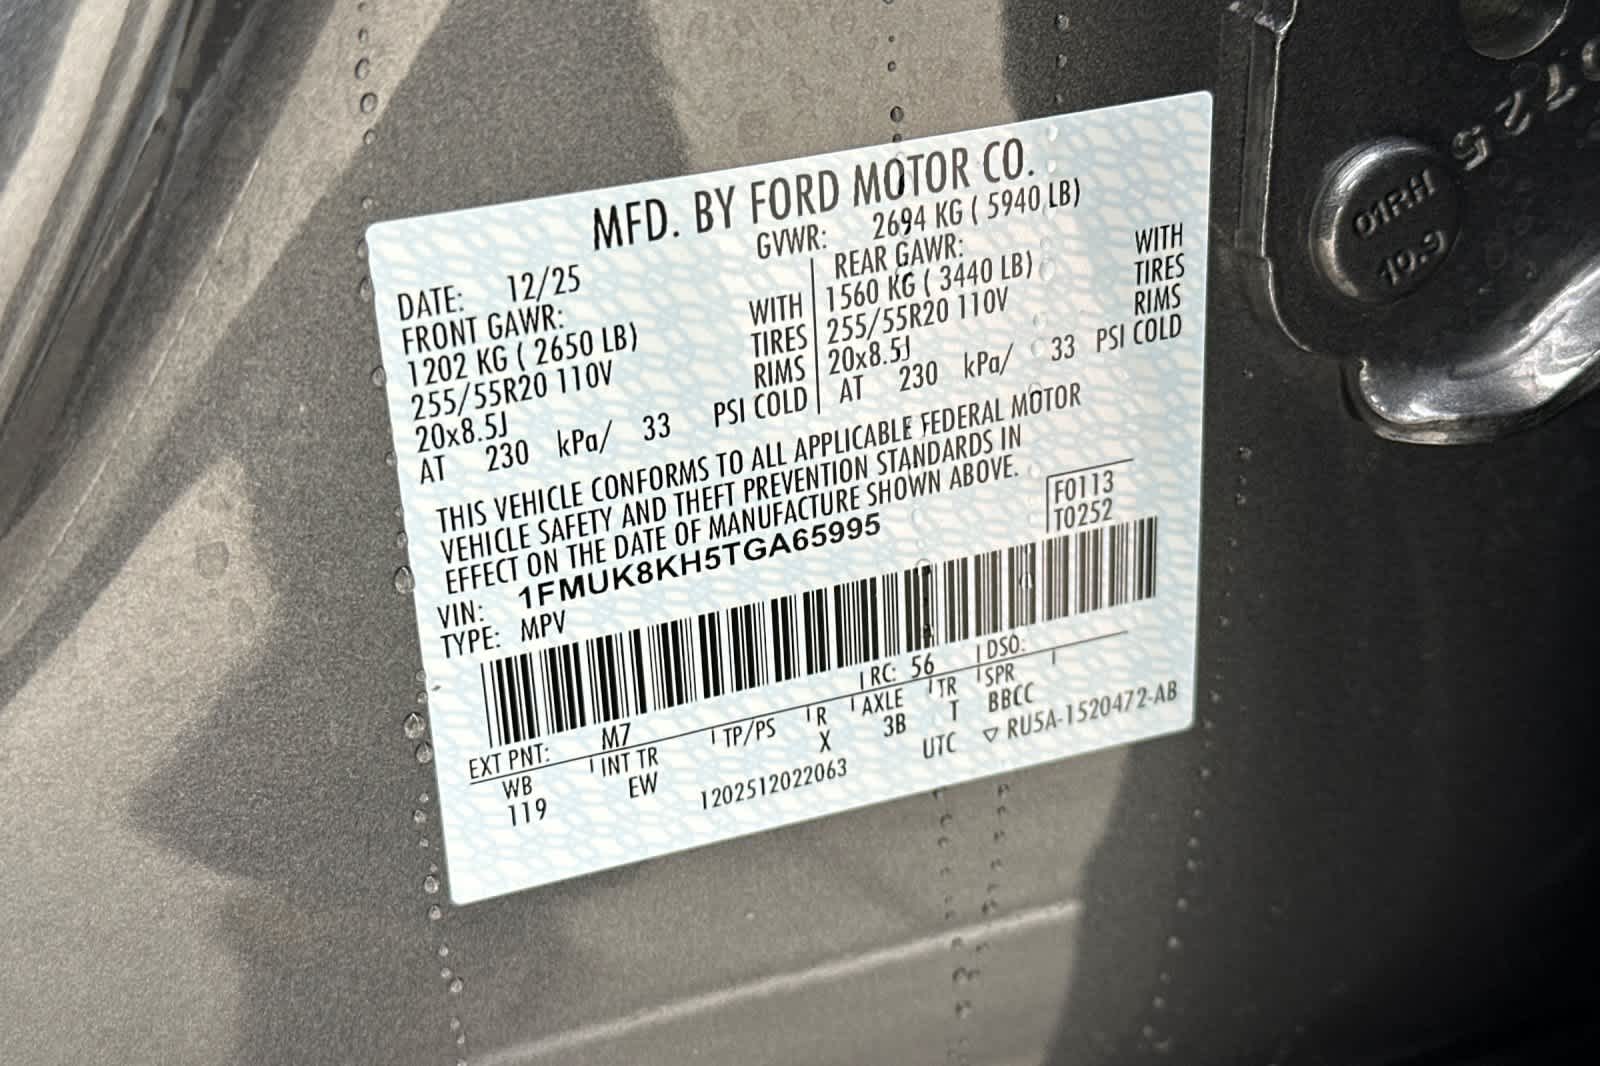 MFD. BY FORD MOTOR CO.
DATE: 12/25 GVWR: 2694 KG ( 5940 LB)
FRONT GAWR: REAR GAWR:
1202 KG ( 2650 LB) WITH 1560 KG ( 3440 LB) WITH
255/55R20 110V TIRES 255/55R20 110V TIRES
20x8.5J RIMS 20x8.5J RIMS
AT 230 kPa/ 33 PSI COLD AT 230 kPa/ 33 PSI COLD
THIS VEHICLE CONFORMS TO ALL APPLICABLE FEDERAL MOTOR
VEHICLE SAFETY AND THEFT PREVENTION STANDARDS IN
EFFECT ON THE DATE OF MANUFACTURE SHOWN ABOVE.
VIN: 1FMUK8KH5TGA65995 F0113
TYPE: MPV T0252
EXT PNT: M7 RC: 56 DSO:
WB INT TR TP/PS R AXLE TR SPR
119 EW X 3B T BBCC
1202512022063 UTC ▽ RU5A-1520472-AB
01RH
10.9
572 5